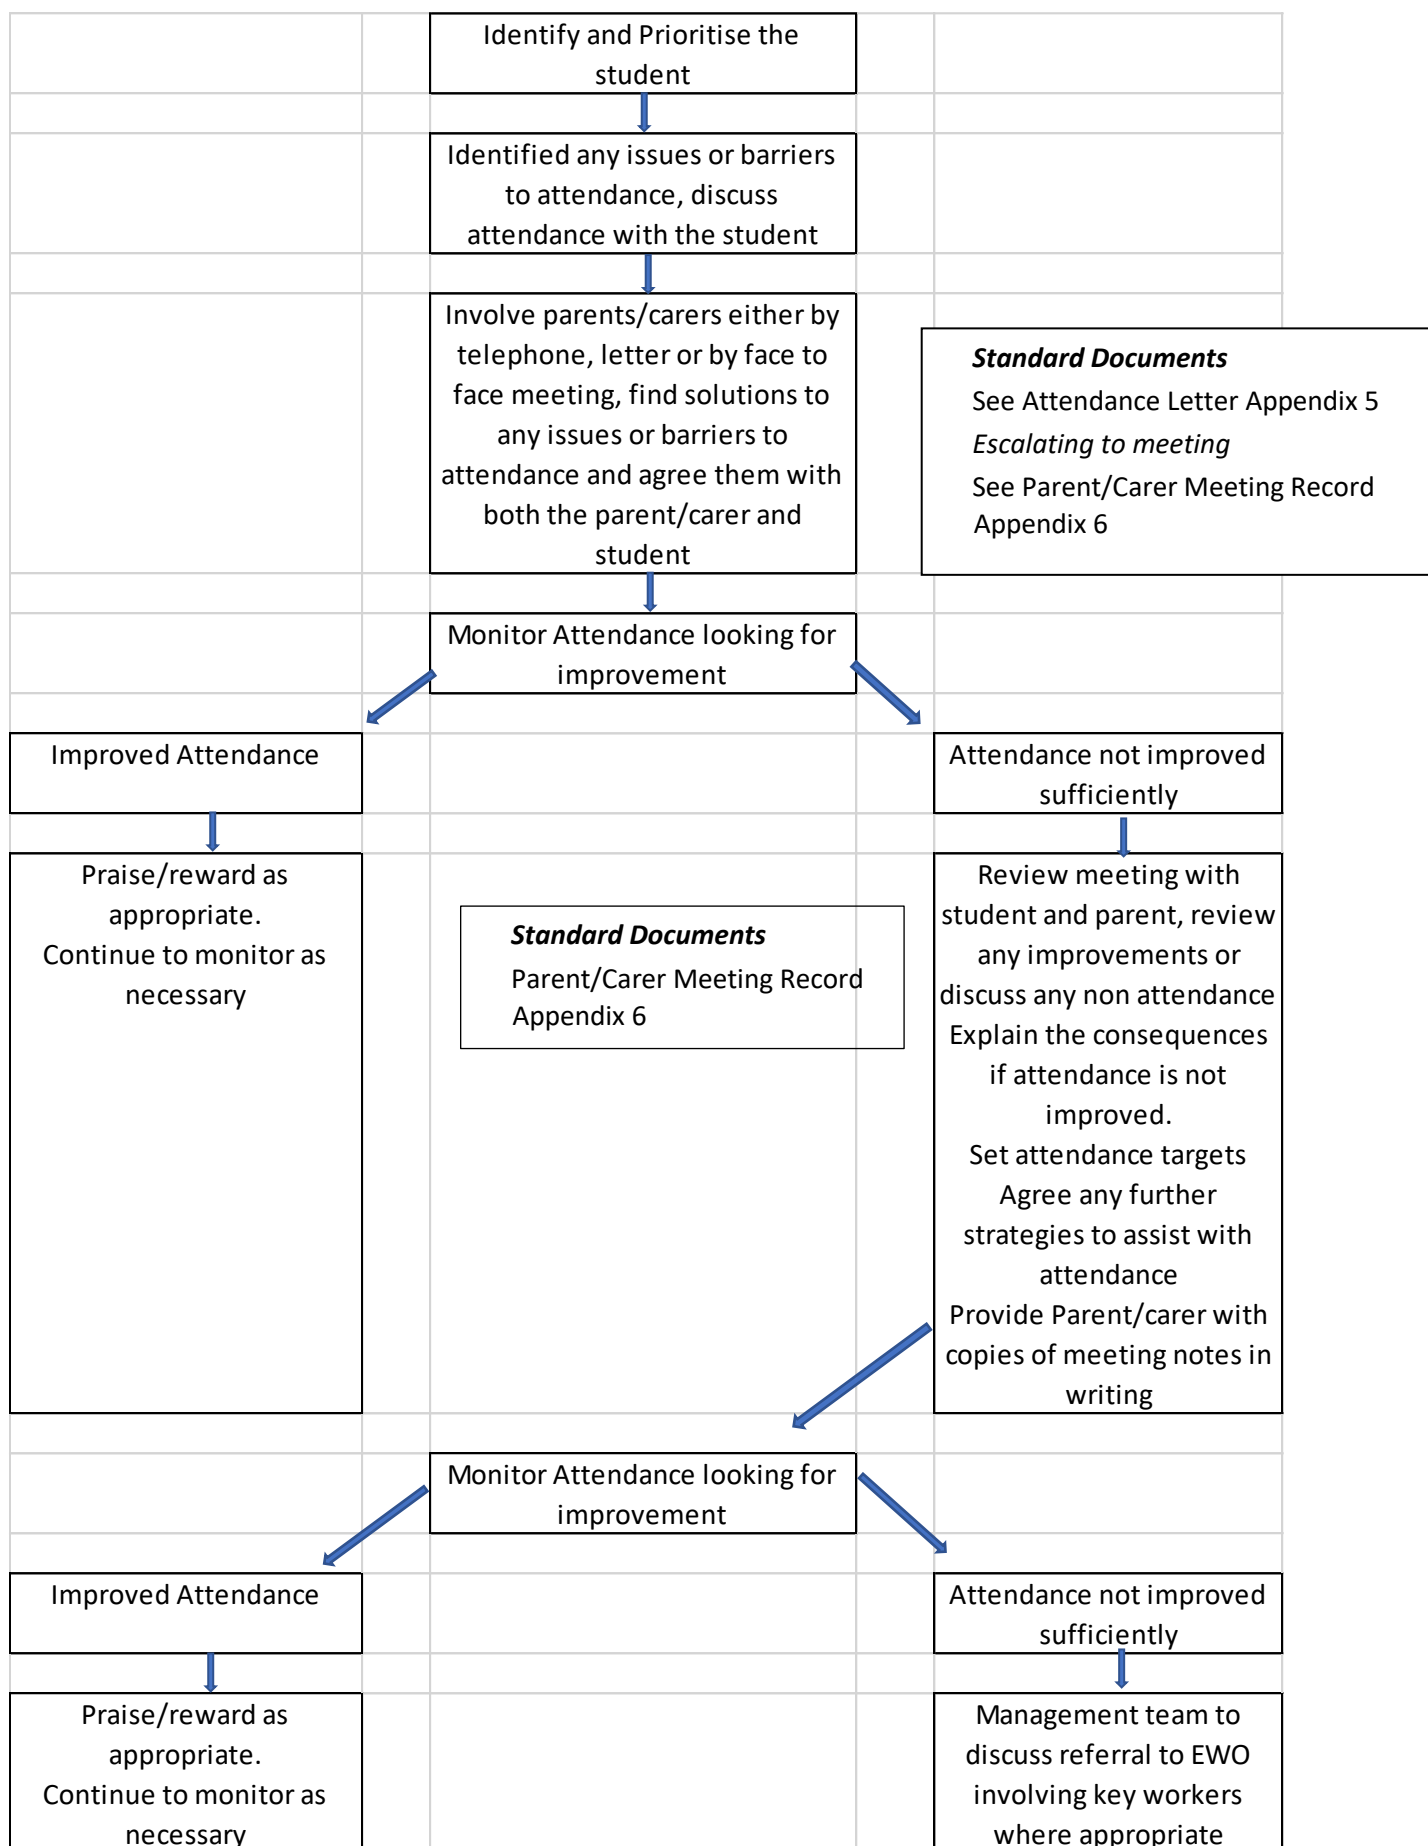 Identify and Prioritise the
student
Identified any issues or barriers
to attendance, discuss
attendance with the student
Involve parents/carers either by
telephone, letter or by face to
face meeting, find solutions to
any issues or barriers to
attendance and agree them with
both the parent/carer and
student
Standard Documents
See Attendance Letter Appendix 5
Escalating to meeting
See Parent/Carer Meeting Record
Appendix 6
Monitor Attendance looking for
improvement
Improved Attendance
Attendance not improved
sufficiently
Praise/reward as
appropriate.
Continue to monitor as
necessary
Standard Documents
Parent/Carer Meeting Record
Appendix 6
Review meeting with
student and parent, review
any improvements or
discuss any non attendance
Explain the consequences
if attendance is not
improved.
Set attendance targets
Agree any further
strategies to assist with
attendance
Provide Parent/carer with
copies of meeting notes in
writing
Monitor Attendance looking for
improvement
Improved Attendance
Attendance not improved
sufficiently
Praise/reward as
appropriate.
Continue to monitor as
necessary
Management team to
discuss referral to EWO
involving key workers
where appropriate